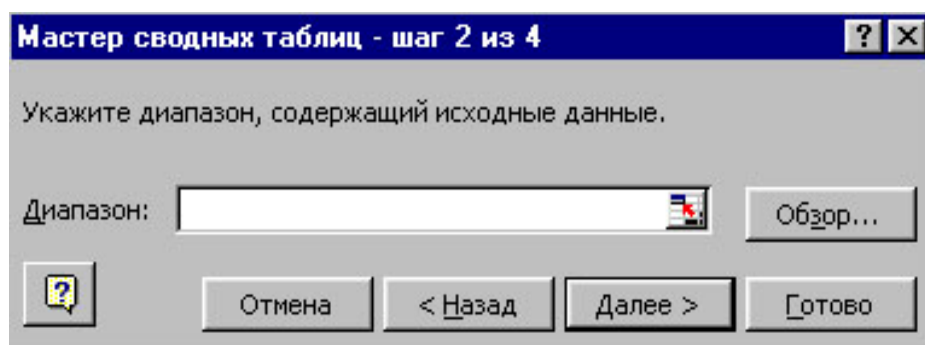 Мастер сводных таблиц - шаг 2 из 4
Укажите диапазон, содержащий исходные данные.
Диапазон:
Обзор...
Отмена
< Назад
Далее >
Готово